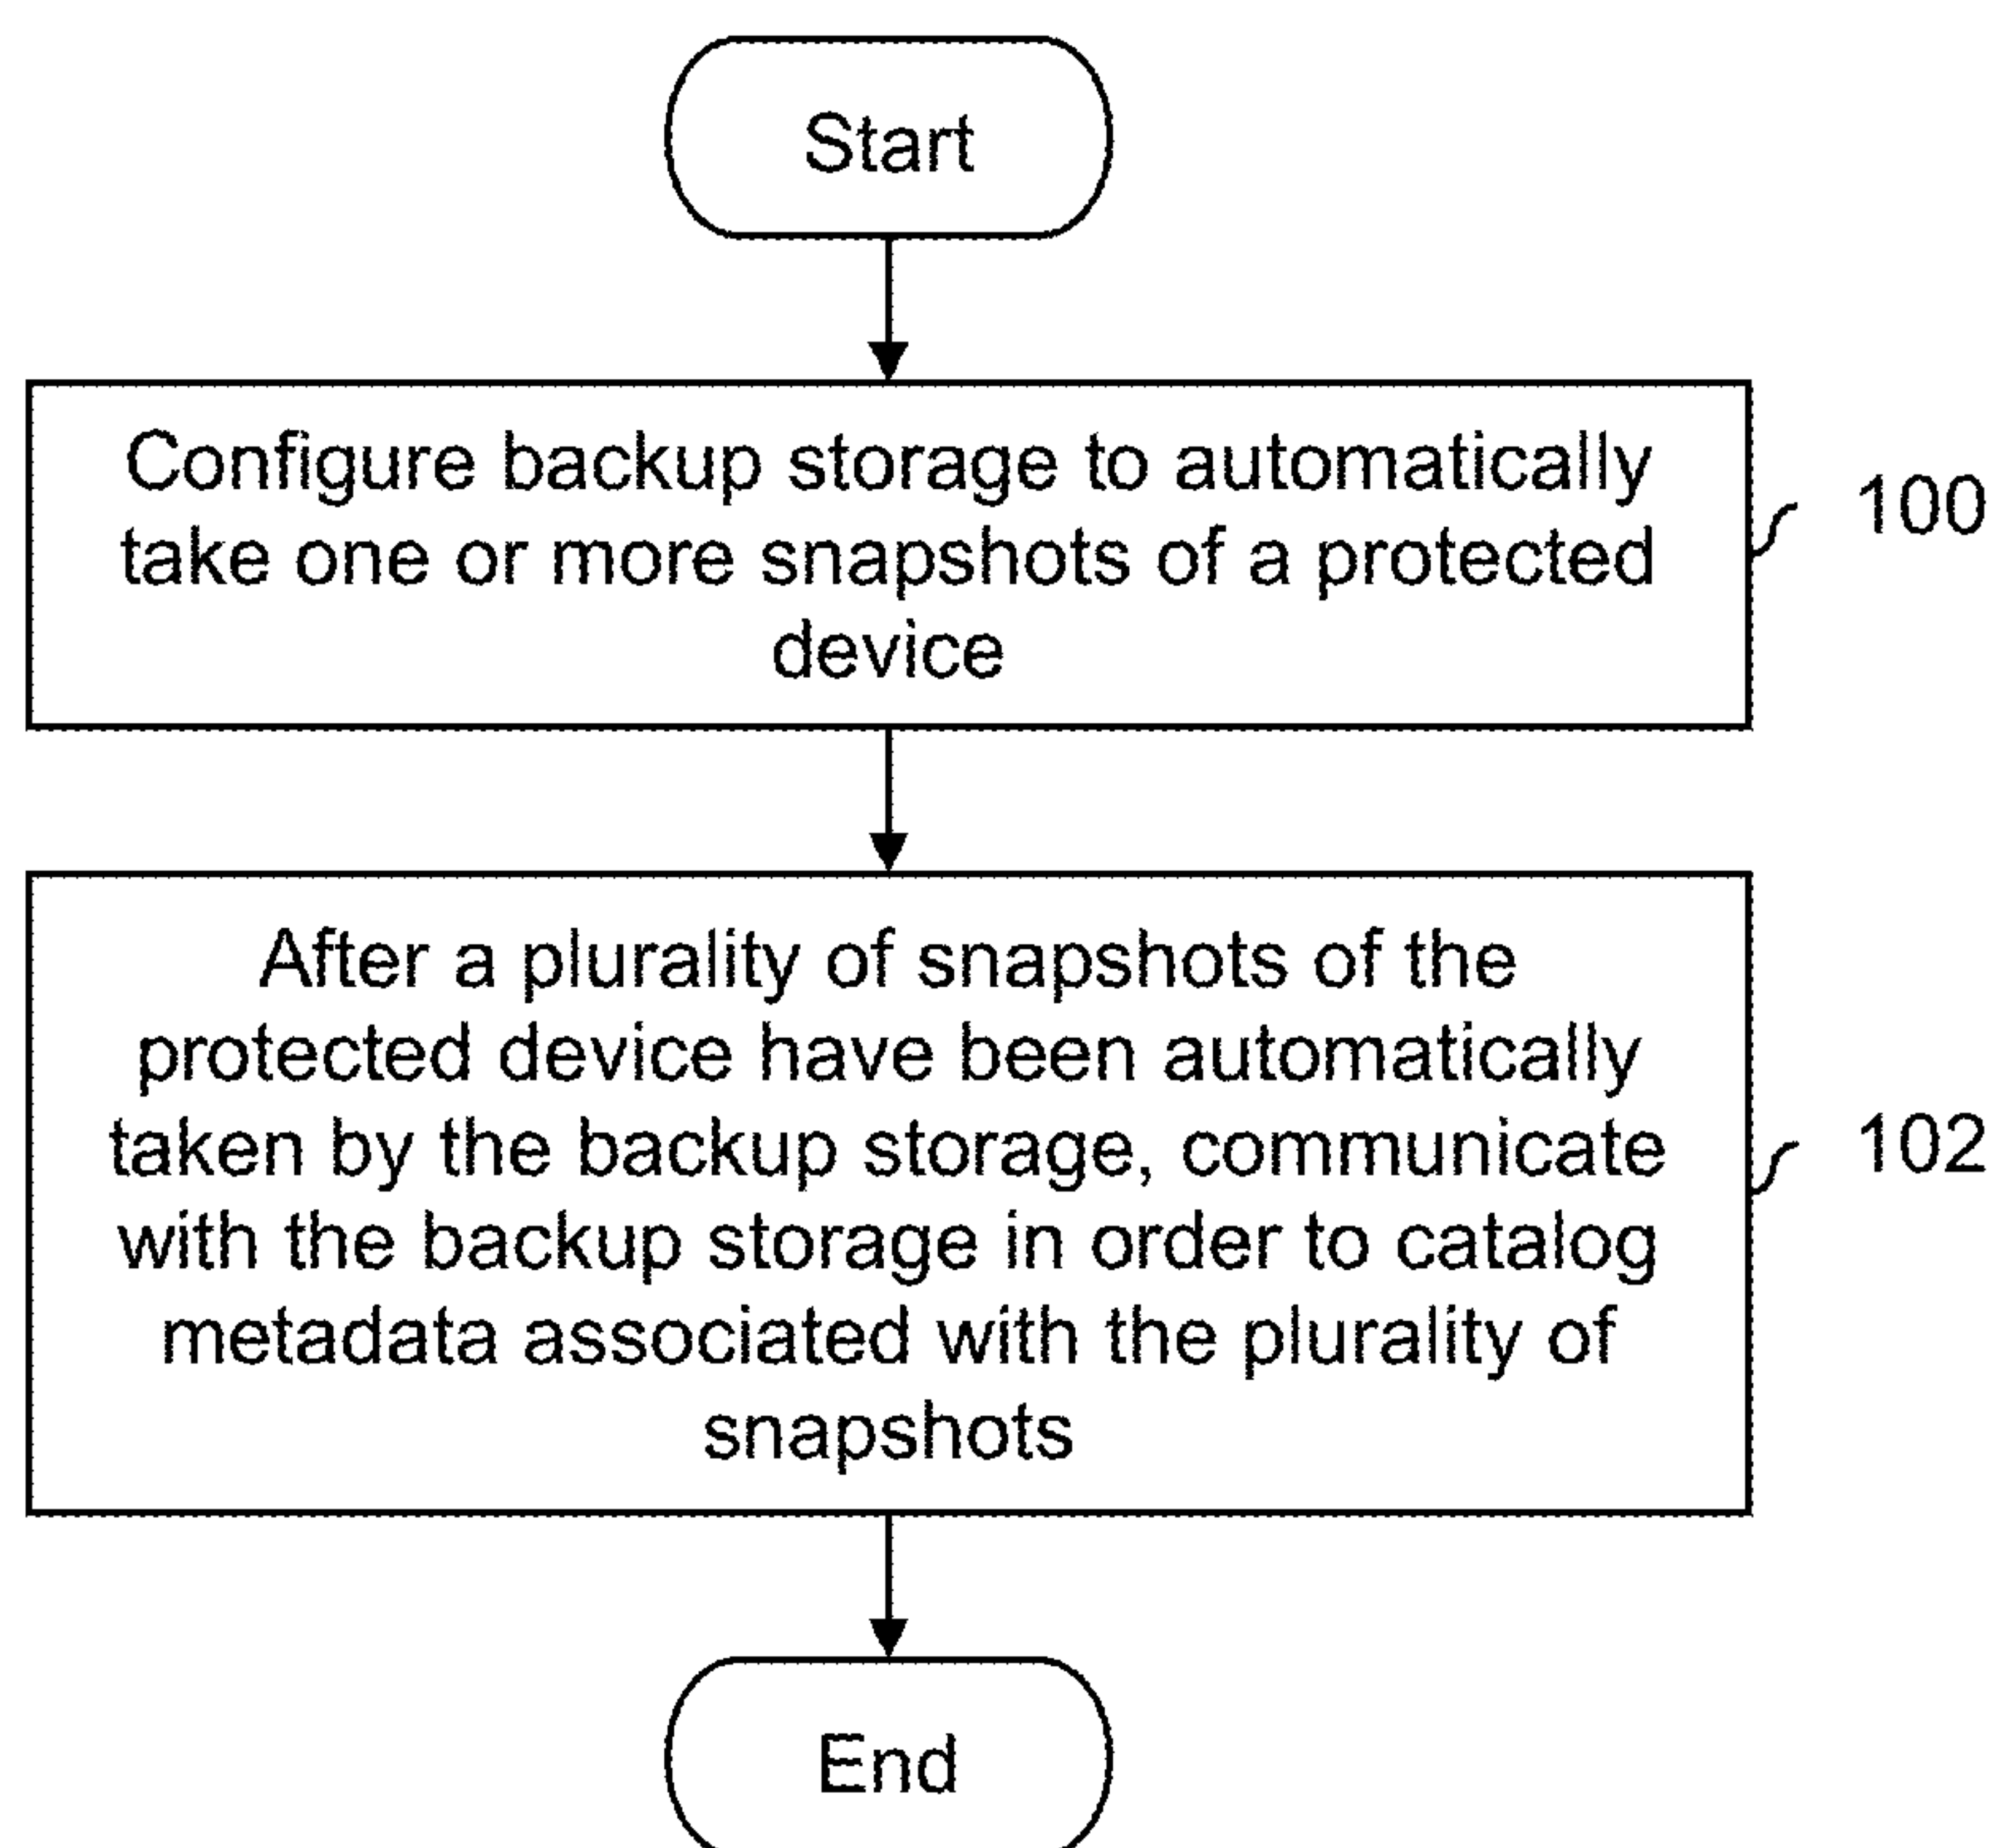 Start
Configure backup storage to automatically
take one or more snapshots of a protected
device
100
After a plurality of snapshots of the
protected device have been automatically
taken by the backup storage, communicate
with the backup storage in order to catalog
metadata associated with the plurality of
snapshots
102
End